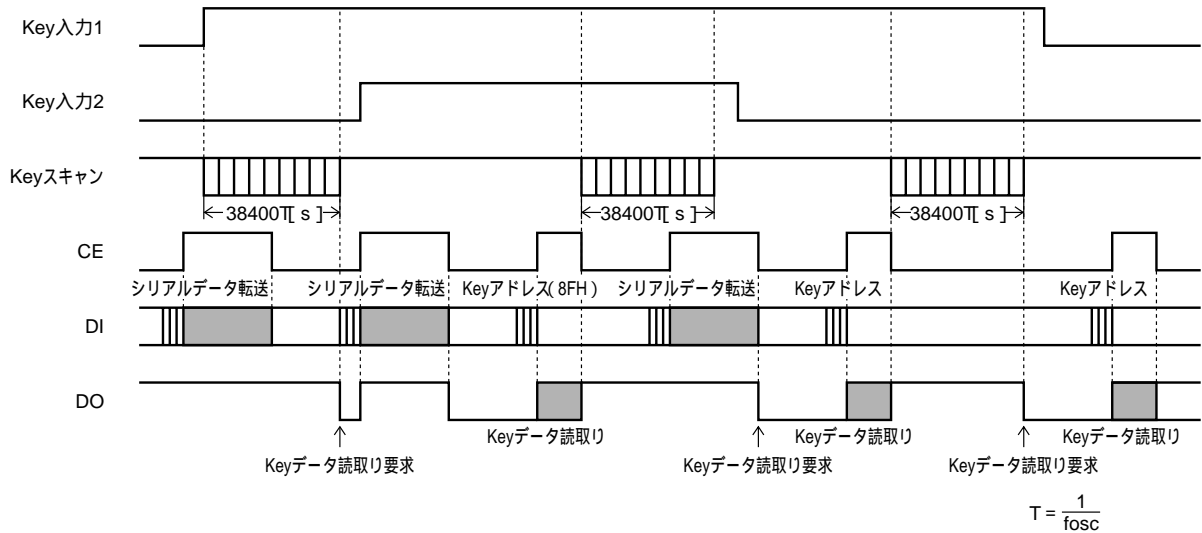 Key入力1
Key入力2
Keyスキャン
38400T[ s ]
38400T[ s ]
38400T[ s ]
CE
シリアルデータ転送
シリアルデータ転送
Keyアドレス( 8FH )
シリアルデータ転送
Keyアドレス
Keyアドレス
DI
DO
Keyデータ読取り
Keyデータ読取り
Keyデータ読取り
Keyデータ読取り要求
Keyデータ読取り要求
Keyデータ読取り要求
T = 1/fosc